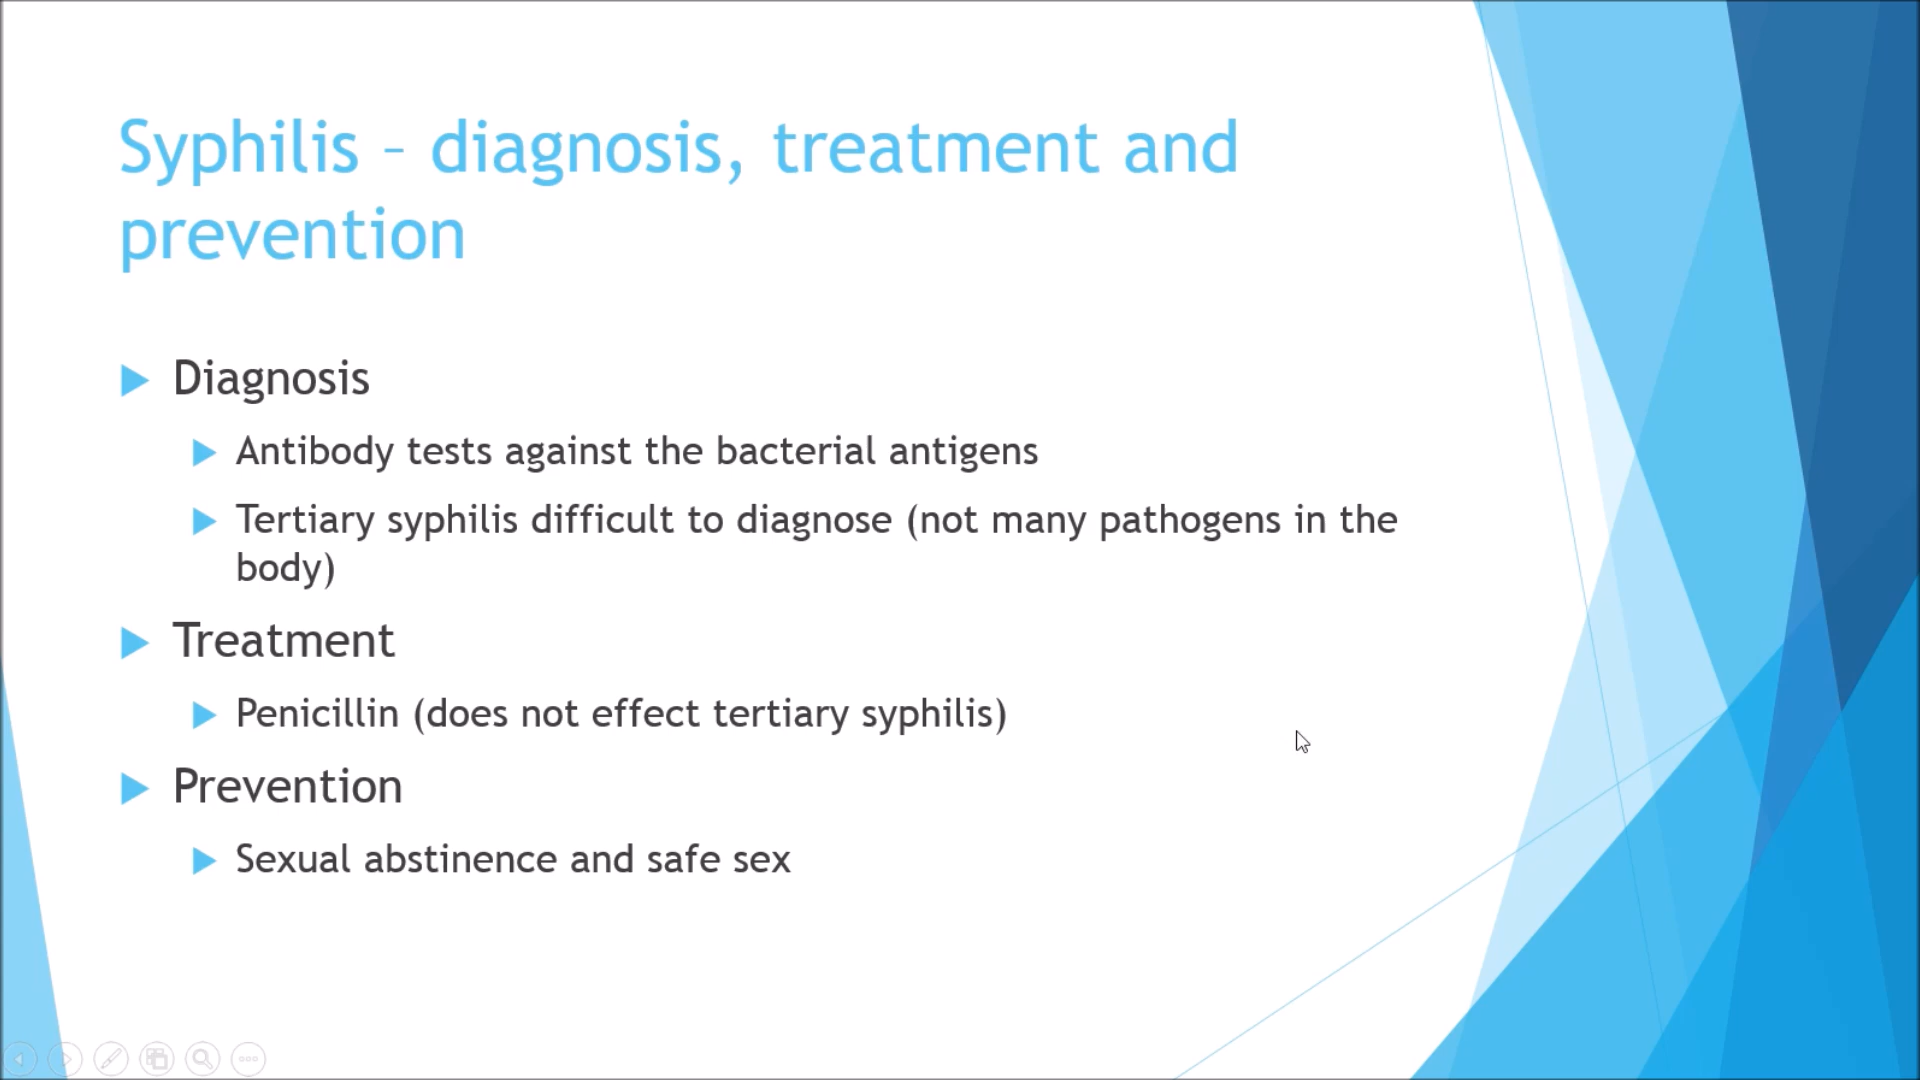 Syphilis – diagnosis, treatment and
prevention
Diagnosis
Antibody tests against the bacterial antigens
Tertiary syphilis difficult to diagnose (not many pathogens in the
body)
Treatment
Penicillin (does not effect tertiary syphilis)
Prevention
Sexual abstinence and safe sex